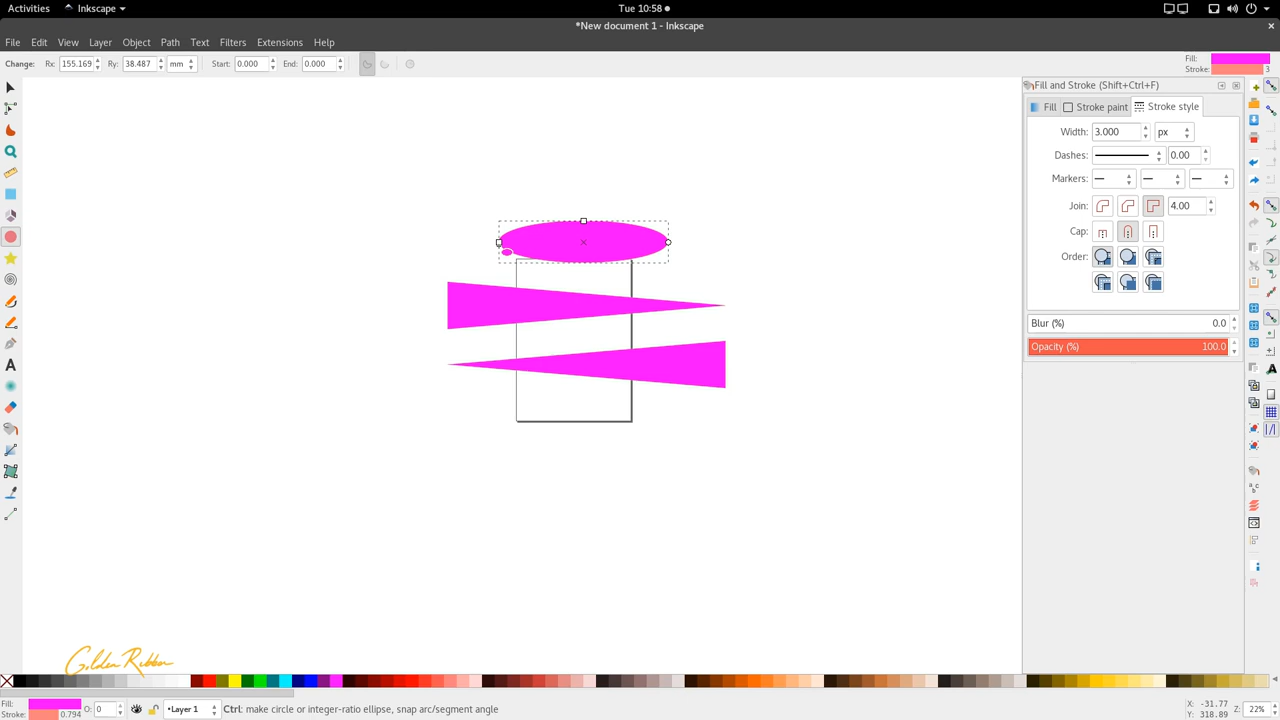 Activities Inkscape Tue 10:58
*New document 1 - Inkscape
File Edit View Layer Object Path Text Filters Extensions Help
Change: Rx: 155.169 Ry: 38.487 mm Start: 0.000 End: 0.000 Fill:
Stroke: 3
Fill and Stroke (Shift+Ctrl+F)
Fill Stroke paint Stroke style
Width: 3.000 px
Dashes: 0.00
Markers:
Join: 4.00
Cap:
Order:
Blur (%) 0.0
Opacity (%) 100.0
Golden Ribbon
Fill: O: 0 •Layer 1 Ctrl: make circle or integer-ratio ellipse, snap arc/segment angle X: -31.77 Z: 22%
Stroke: 0.794 Y: 318.89